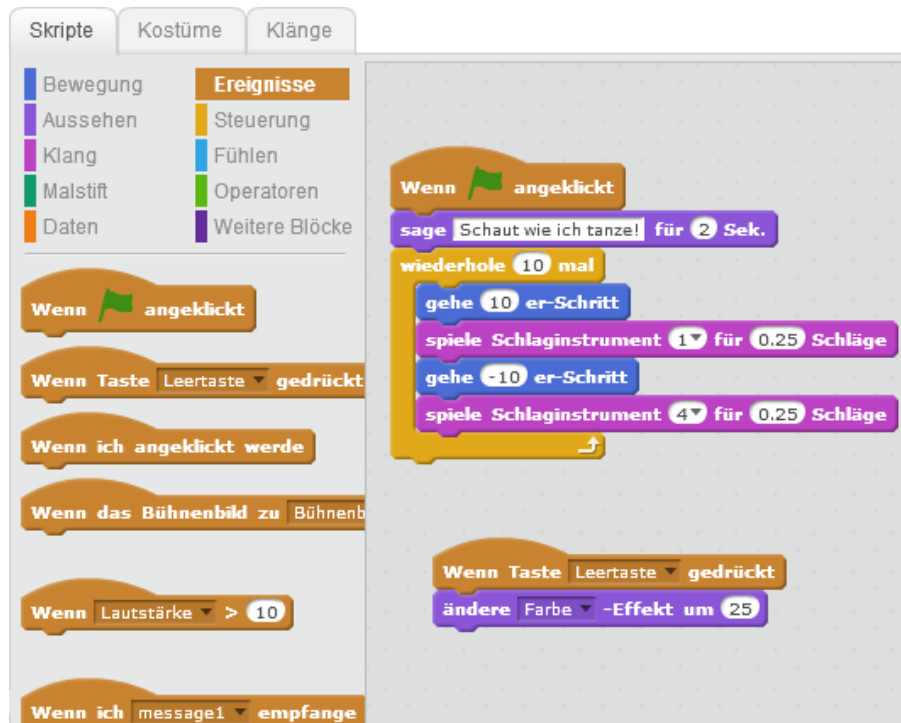 Skripte Kostüme Klänge
Bewegung Ereignisse
Aussehen Steuerung
Klang Fühlen
Malstift Operatoren
Daten Weitere Blöcke
Wenn angeklickt
Wenn Taste Leertaste gedrückt
Wenn ich angeklickt werde
Wenn das Bühnenbild zu Bühnenb
Wenn Lautstärke > 10
Wenn ich message1 empfange
Wenn angeklickt
sage Schaut wie ich tanze! für 2 Sek.
wiederhole 10 mal
gehe 10 er-Schritt
spiele Schlaginstrument 1 für 0.25 Schläge
gehe -10 er-Schritt
spiele Schlaginstrument 4 für 0.25 Schläge
Wenn Taste Leertaste gedrückt
ändere Farbe -Effekt um 25